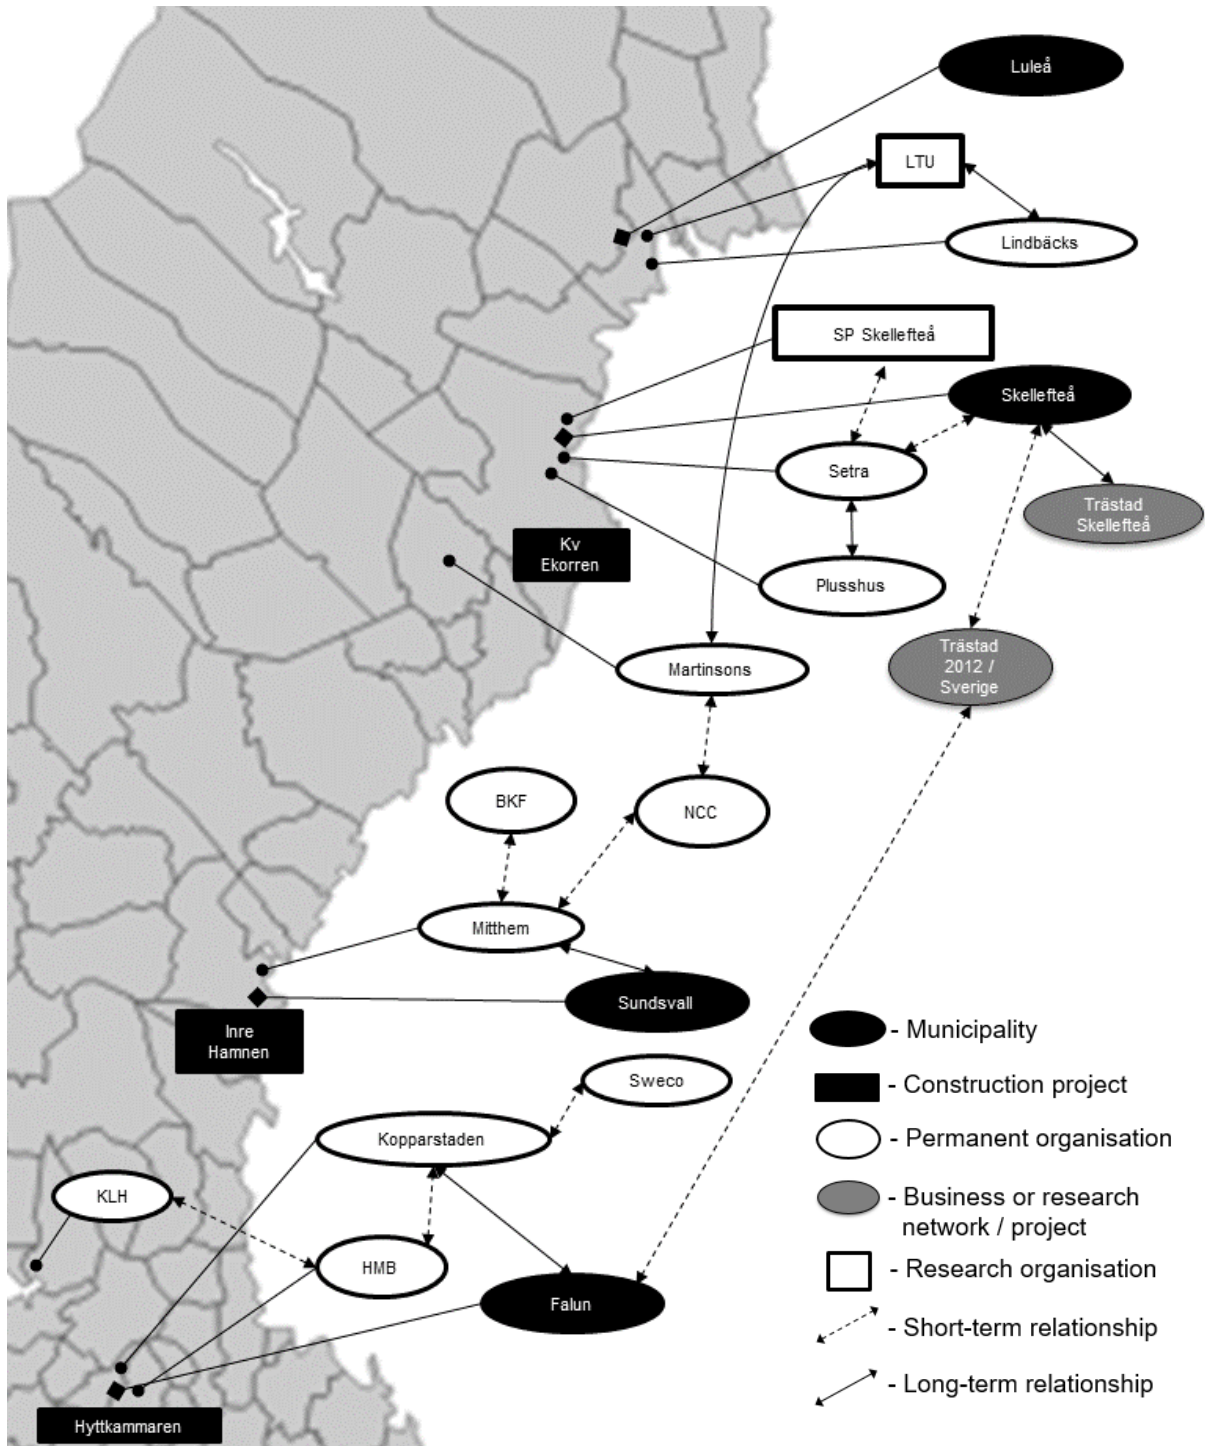 Luleå
LTU
Lindbäcks
SP Skellefteå
Skellefteå
Setra
Trästad
Skellefteå
Kv
Ekorren
Plusshus
Martinsons
Trästad
2012 /
Sverige
BKF
NCC
Mitthem
Sundsvall
Inre
Hamnen
Sweco
Kopparstaden
KLH
HMB
Falun
Hyttkammaren
- Municipality
- Construction project
- Permanent organisation
- Business or research
network / project
- Research organisation
- Short-term relationship
- Long-term relationship